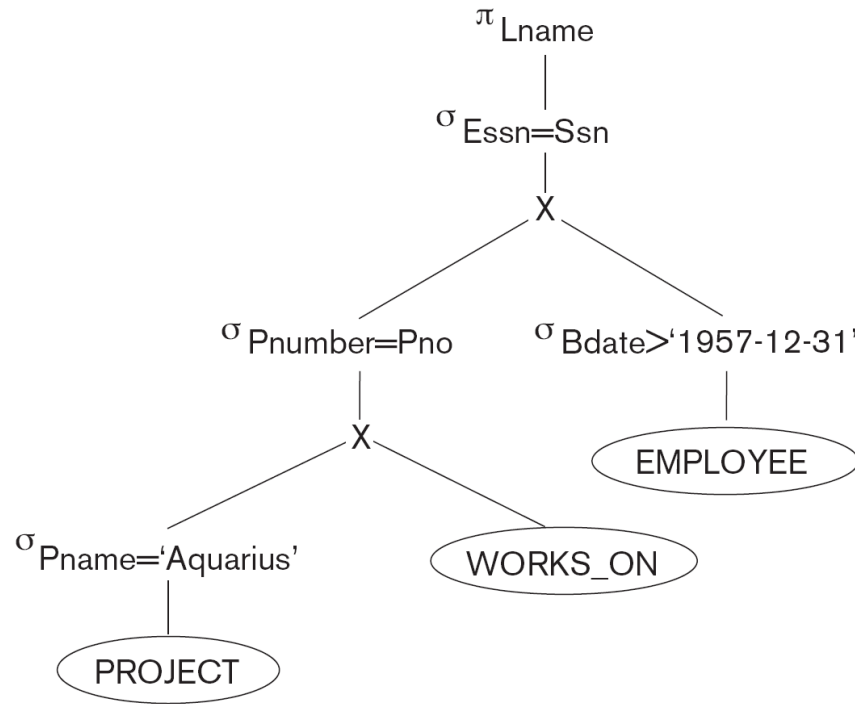 π Lname
σ Essn=Ssn
X
σ Pnumber=Pno
σ Bdate>‘1957-12-31’
X
EMPLOYEE
σ Pname=‘Aquarius’
WORKS_ON
PROJECT